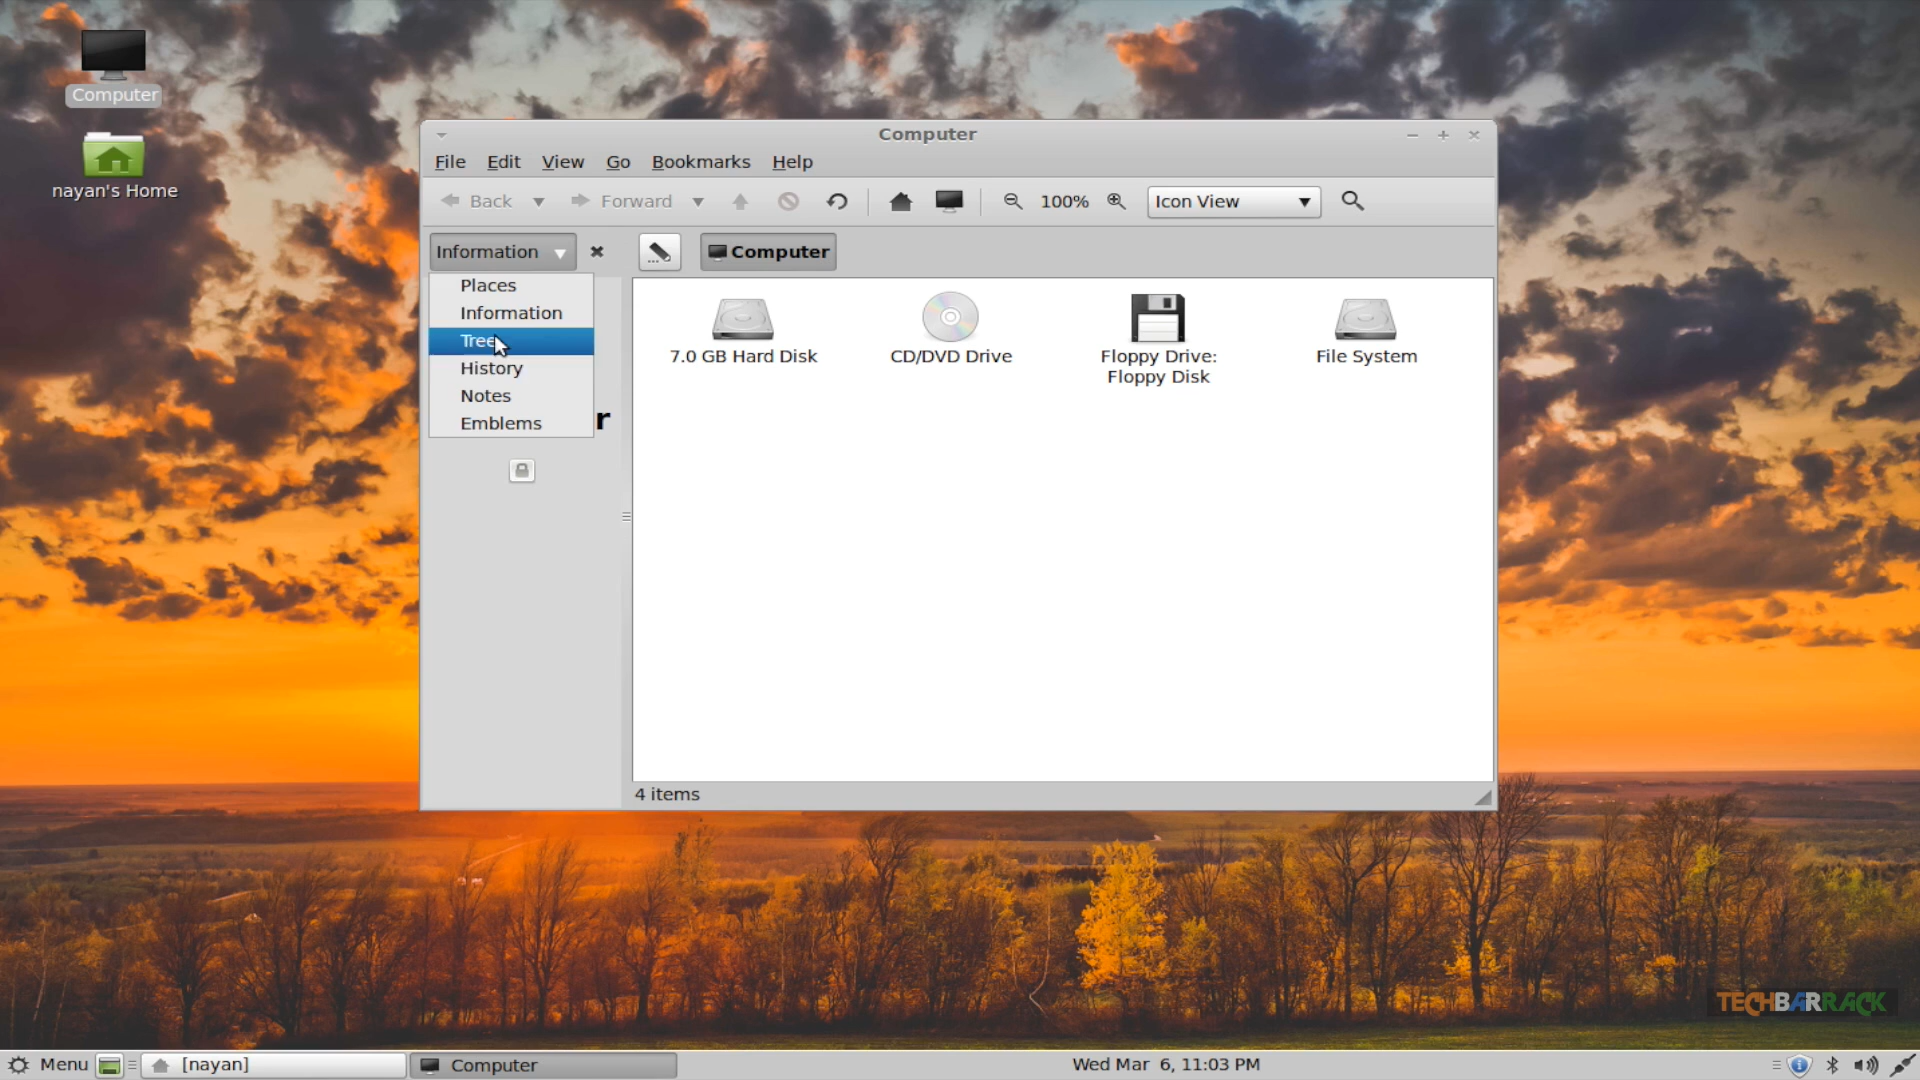 Computer
nayan's Home
Computer
File Edit View Go Bookmarks Help
Back Forward 100% Icon View
Information Computer
Places
Information
Tree
History
Notes
Emblems
r
7.0 GB Hard Disk
CD/DVD Drive
Floppy Drive:
Floppy Disk
File System
4 items
TECHBARRACK
Menu [nayan] Computer Wed Mar 6, 11:03 PM